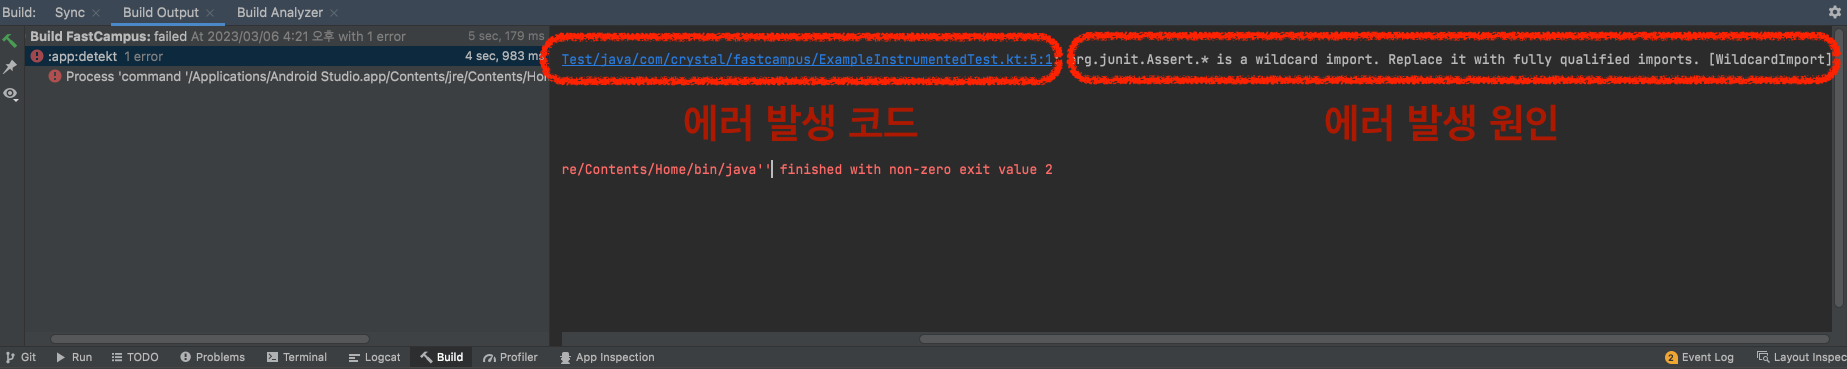 Build: Sync Build Output Build Analyzer
Build FastCampus: failed At 2023/03/06 4:21 오후 with 1 error 5 sec, 179 ms
:app:detekt 1 error 4 sec, 983 ms
Process 'command '/Applications/Android Studio.app/Contents/jre/Contents/Ho
Test/java/com/crystal/fastcampus/ExampleInstrumentedTest.kt:5:1 rg.junit.Assert.* is a wildcard import. Replace it with fully qualified imports. [WildcardImport]
에러 발생 코드 에러 발생 원인
re/Contents/Home/bin/java'' finished with non-zero exit value 2
Git Run TODO Problems Terminal Logcat Build Profiler App Inspection 2 Event Log Layout Inspec